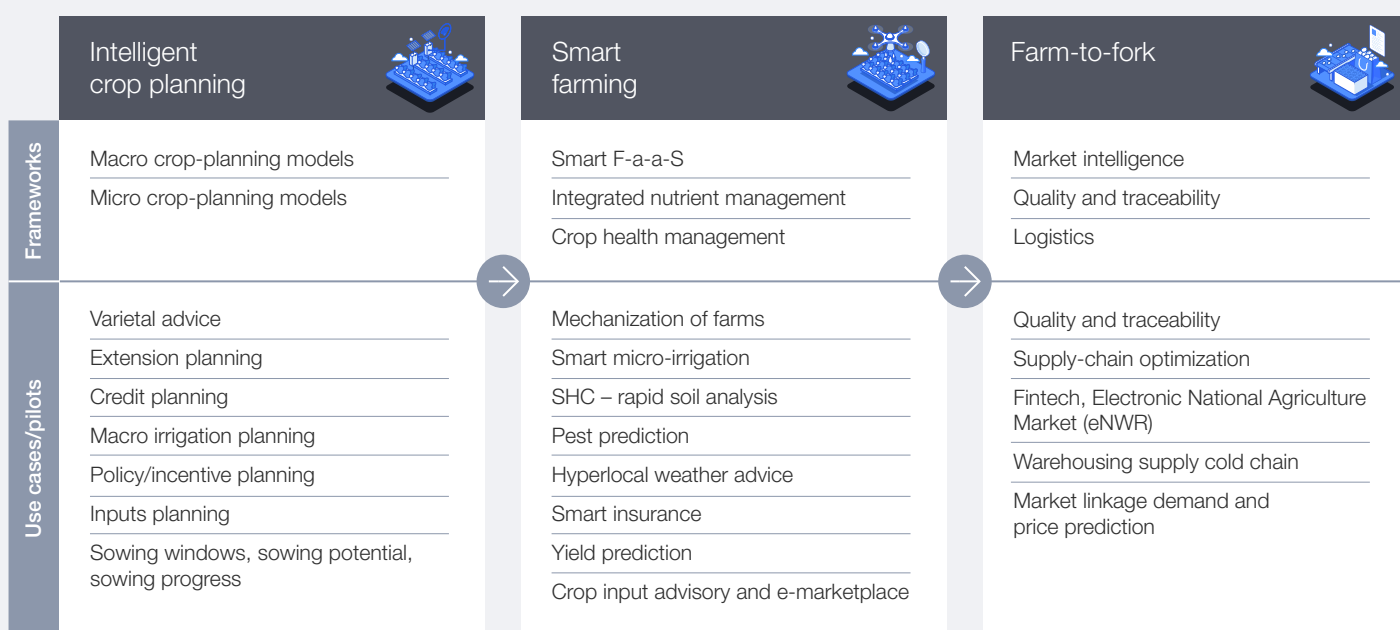 Intelligent
crop planning
Smart
farming
Farm-to-fork
Frameworks
Macro crop-planning models
Micro crop-planning models
Smart F-a-a-S
Integrated nutrient management
Crop health management
Market intelligence
Quality and traceability
Logistics
Use cases/pilots
Varietal advice
Extension planning
Credit planning
Macro irrigation planning
Policy/incentive planning
Inputs planning
Sowing windows, sowing potential,
sowing progress
Mechanization of farms
Smart micro-irrigation
SHC – rapid soil analysis
Pest prediction
Hyperlocal weather advice
Smart insurance
Yield prediction
Crop input advisory and e-marketplace
Quality and traceability
Supply-chain optimization
Fintech, Electronic National Agriculture
Market (eNWR)
Warehousing supply cold chain
Market linkage demand and
price prediction